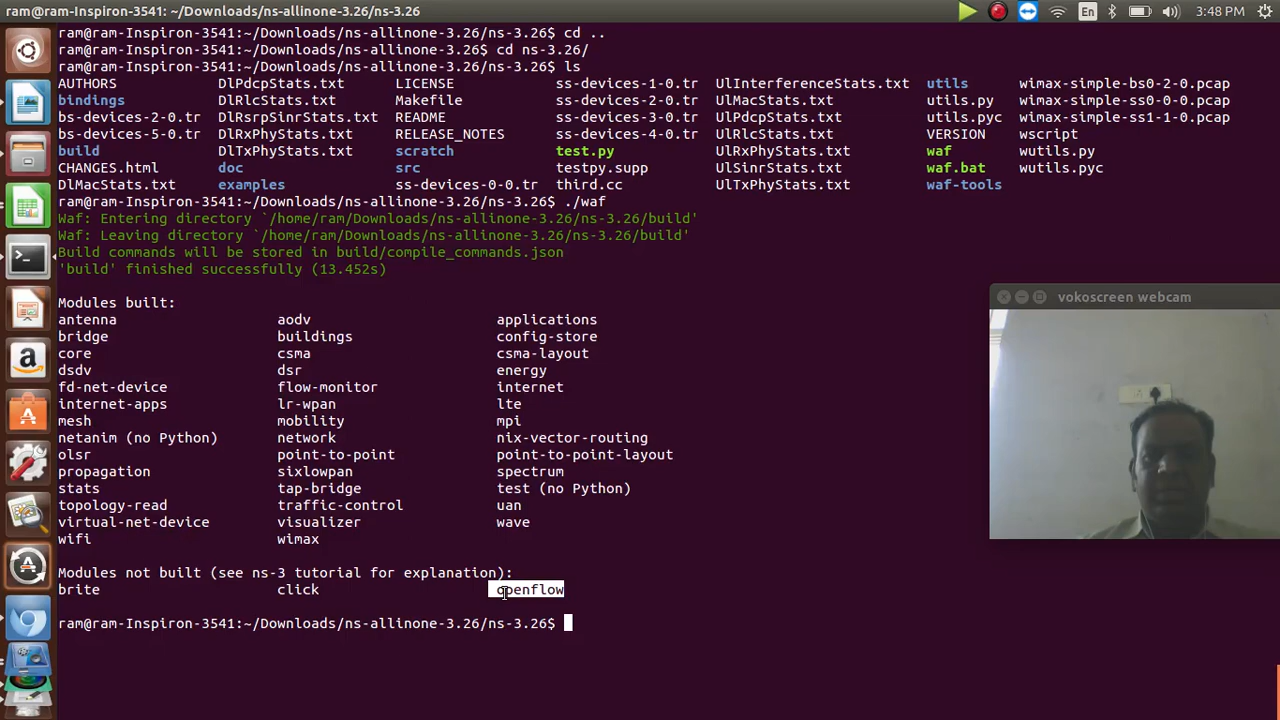 ram@ram-Inspiron-3541: ~/Downloads/ns-allinone-3.26/ns-3.26
En
3:48 PM
ram@ram-Inspiron-3541:~/Downloads/ns-allinone-3.26/ns-3.26$ cd ..
ram@ram-Inspiron-3541:~/Downloads/ns-allinone-3.26$ cd ns-3.26/
ram@ram-Inspiron-3541:~/Downloads/ns-allinone-3.26/ns-3.26$ ls
AUTHORS DlPdcpStats.txt LICENSE ss-devices-1-0.tr UlInterferenceStats.txt utils wimax-simple-bs0-2-0.pcap
bindings DlRlcStats.txt Makefile ss-devices-2-0.tr UlMacStats.txt utils.py wimax-simple-ss0-0-0.pcap
bs-devices-2-0.tr DlRsrpSinrStats.txt README ss-devices-3-0.tr UlPdcpStats.txt utils.pyc wimax-simple-ss1-1-0.pcap
bs-devices-5-0.tr DlRxPhyStats.txt RELEASE_NOTES ss-devices-4-0.tr UlRlcStats.txt VERSION wscript
build DlTxPhyStats.txt scratch test.py UlRxPhyStats.txt waf wutils.py
CHANGES.html doc src testpy.supp UlSinrStats.txt waf.bat wutils.pyc
DlMacStats.txt examples ss-devices-0-0.tr third.cc UlTxPhyStats.txt waf-tools
ram@ram-Inspiron-3541:~/Downloads/ns-allinone-3.26/ns-3.26$ ./waf
Waf: Entering directory `/home/ram/Downloads/ns-allinone-3.26/ns-3.26/build'
Waf: Leaving directory `/home/ram/Downloads/ns-allinone-3.26/ns-3.26/build'
Build commands will be stored in build/compile_commands.json
'build' finished successfully (13.452s)
Modules built:
antenna aodv applications
bridge buildings config-store
core csma csma-layout
dsdv dsr energy
fd-net-device flow-monitor internet
internet-apps lr-wpan lte
mesh mobility mpi
netanim (no Python) network nix-vector-routing
olsr point-to-point point-to-point-layout
propagation sixlowpan spectrum
stats tap-bridge test (no Python)
topology-read traffic-control uan
virtual-net-device visualizer wave
wifi wimax
Modules not built (see ns-3 tutorial for explanation):
brite click openflow
ram@ram-Inspiron-3541:~/Downloads/ns-allinone-3.26/ns-3.26$
vokoscreen webcam